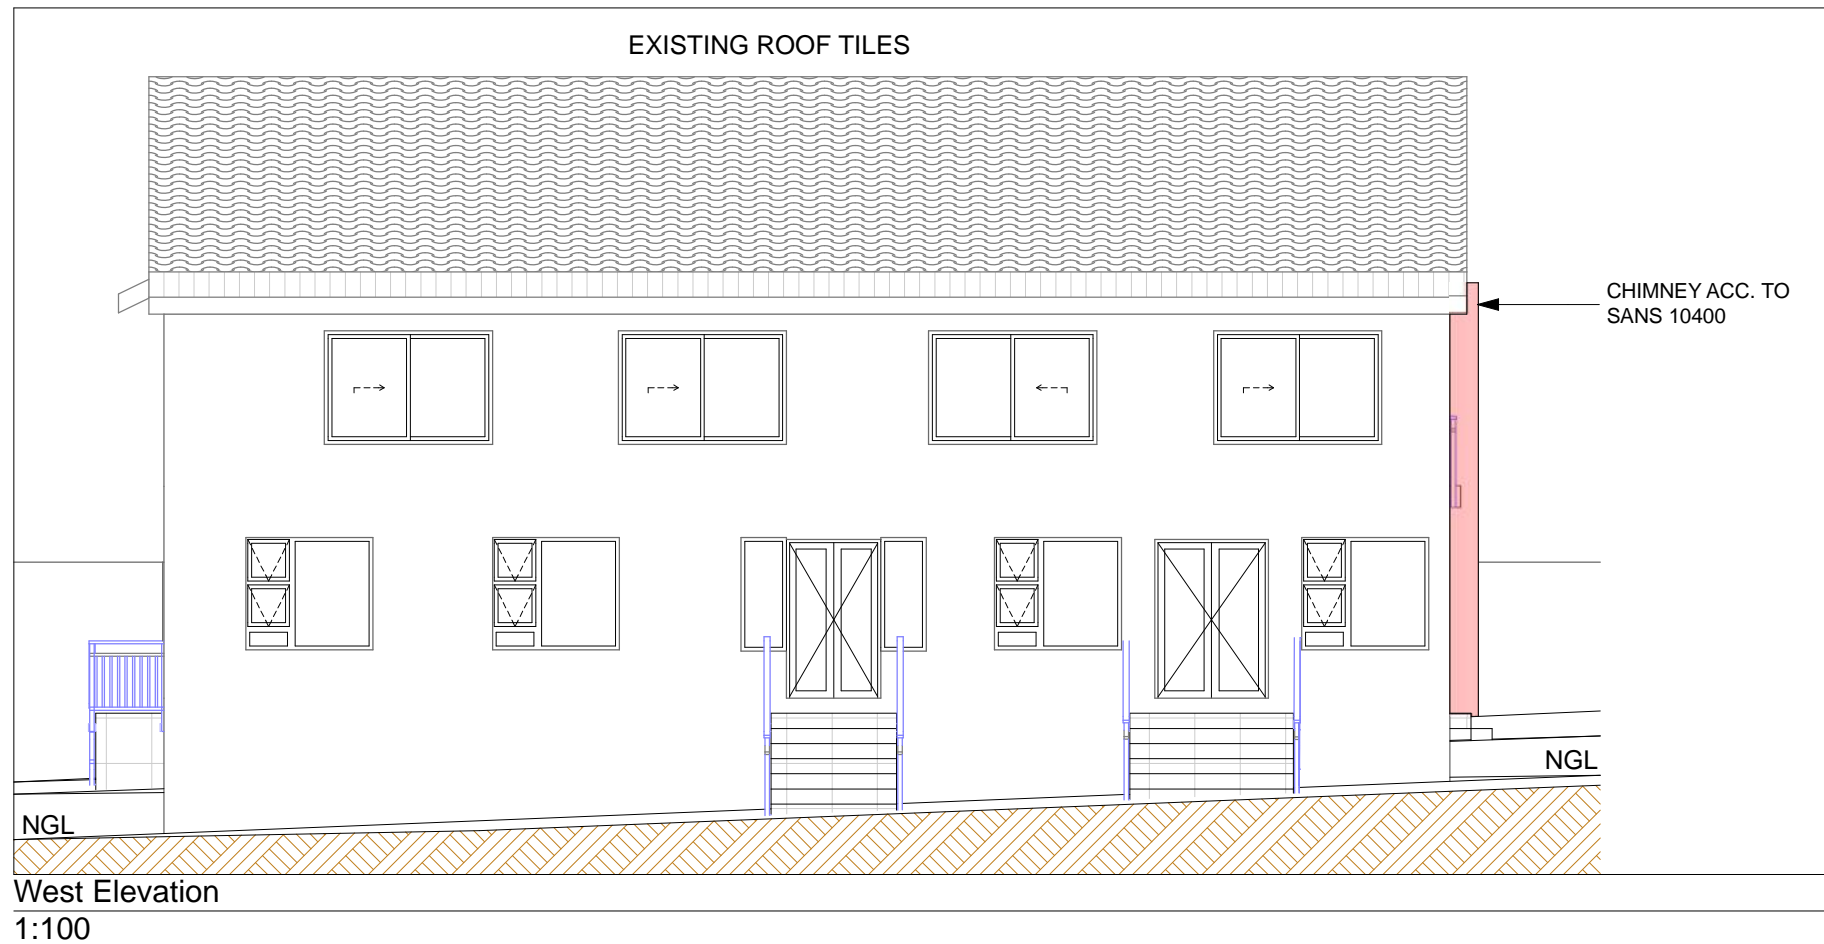 EXISTING ROOF TILES
CHIMNEY ACC. TO
SANS 10400
NGL
NGL
West Elevation
1:100